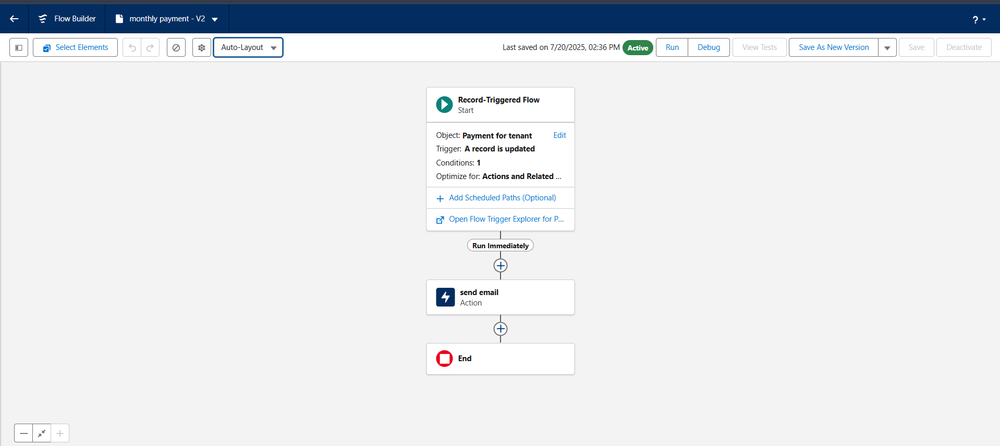 Flow Builder
monthly payment - V2
?
Select Elements
Auto-Layout
Last saved on 7/20/2025, 02:36 PM
Active
Run
Debug
View Tests
Save As New Version
Save
Deactivate
Record-Triggered Flow
Start
Object: Payment for tenant
Edit
Trigger: A record is updated
Conditions: 1
Optimize for: Actions and Related ...
Add Scheduled Paths (Optional)
Open Flow Trigger Explorer for P...
Run Immediately
send email
Action
End